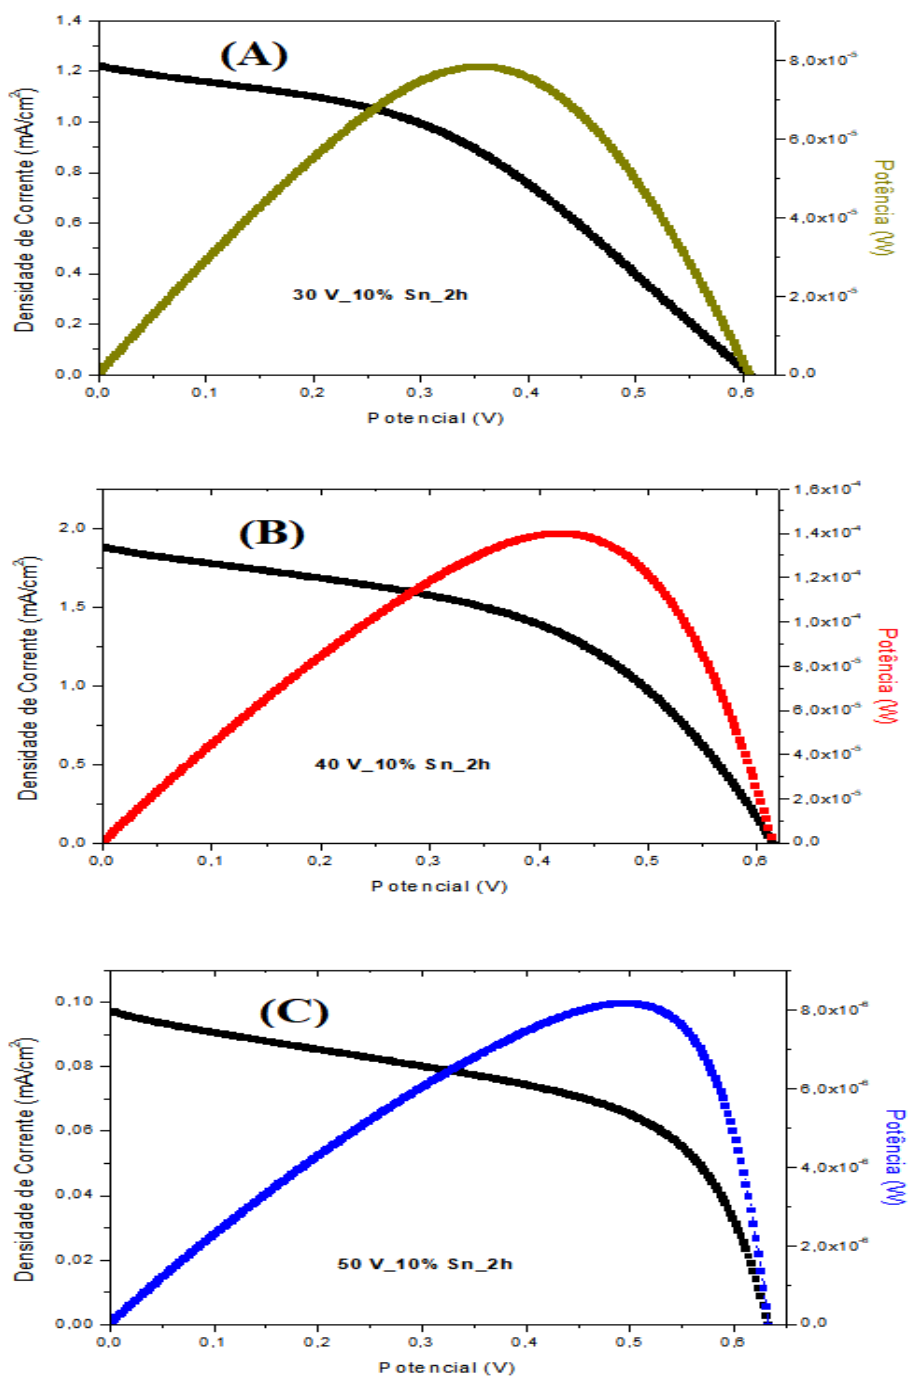 (A)
Densidade de Corrente (mA/cm²)
1,4
1,2
1,0
0,8
0,6
0,4
0,2
0,0
0,0 0,1 0,2 0,3 0,4 0,5 0,6
Potencial (V)
30 V_10% Sn_2h
8,0x10⁻⁵
6,0x10⁻⁵
4,0x10⁻⁵
2,0x10⁻⁵
0,0
Potência (W)
(B)
Densidade de Corrente (mA/cm²)
2,0
1,5
1,0
0,5
0,0
0,0 0,1 0,2 0,3 0,4 0,5 0,6
Potencial (V)
40 V_10% Sn_2h
1,6x10⁻⁴
1,4x10⁻⁴
1,2x10⁻⁴
1,0x10⁻⁴
8,0x10⁻⁵
6,0x10⁻⁵
4,0x10⁻⁵
2,0x10⁻⁵
0,0
Potência (W)
(C)
Densidade de Corrente (mA/cm²)
0,10
0,08
0,06
0,04
0,02
0,00
0,0 0,1 0,2 0,3 0,4 0,5 0,6
Potencial (V)
50 V_10% Sn_2h
8,0x10⁻⁶
6,0x10⁻⁶
4,0x10⁻⁶
2,0x10⁻⁶
0,0
Potência (W)